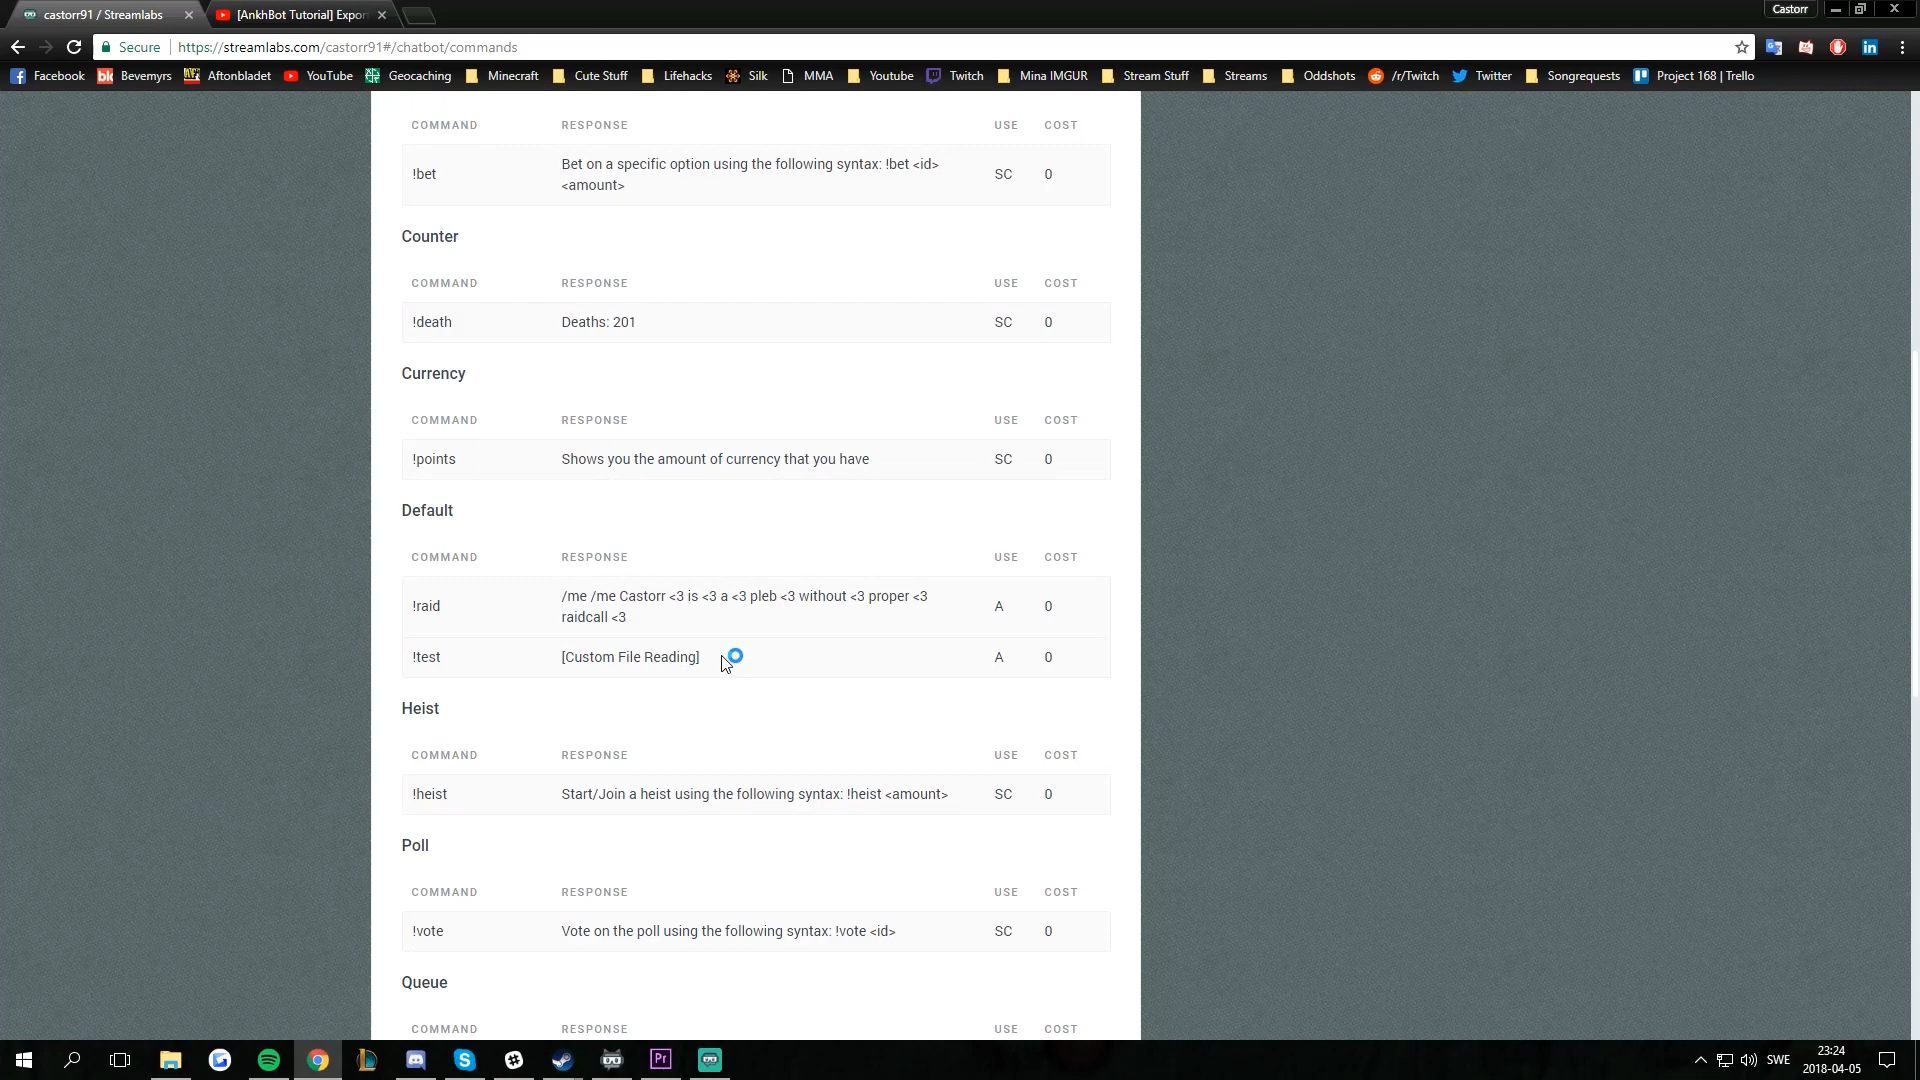 castorr91 / Streamlabs
[AnkhBot Tutorial] Expor
Castorr
Secure
https://streamlabs.com/castorr91#/chatbot/commands
Facebook
bk Bevemyrs
Aftonbladet
YouTube
Geocaching
Minecraft
Cute Stuff
Lifehacks
Silk
MMA
Youtube
Twitch
Mina IMGUR
Stream Stuff
Streams
Oddshots
/r/Twitch
Twitter
Songrequests
Project 168 | Trello
COMMAND RESPONSE USE COST
!bet Bet on a specific option using the following syntax: !bet <id> SC 0
<amount>
Counter
COMMAND RESPONSE USE COST
!death Deaths: 201 SC 0
Currency
COMMAND RESPONSE USE COST
!points Shows you the amount of currency that you have SC 0
Default
COMMAND RESPONSE USE COST
!raid /me /me Castorr <3 is <3 a <3 pleb <3 without <3 proper <3 A 0
raidcall <3
!test [Custom File Reading] A 0
Heist
COMMAND RESPONSE USE COST
!heist Start/Join a heist using the following syntax: !heist <amount> SC 0
Poll
COMMAND RESPONSE USE COST
!vote Vote on the poll using the following syntax: !vote <id> SC 0
Queue
COMMAND RESPONSE USE COST
Pr
SWE
23:24
2018-04-05